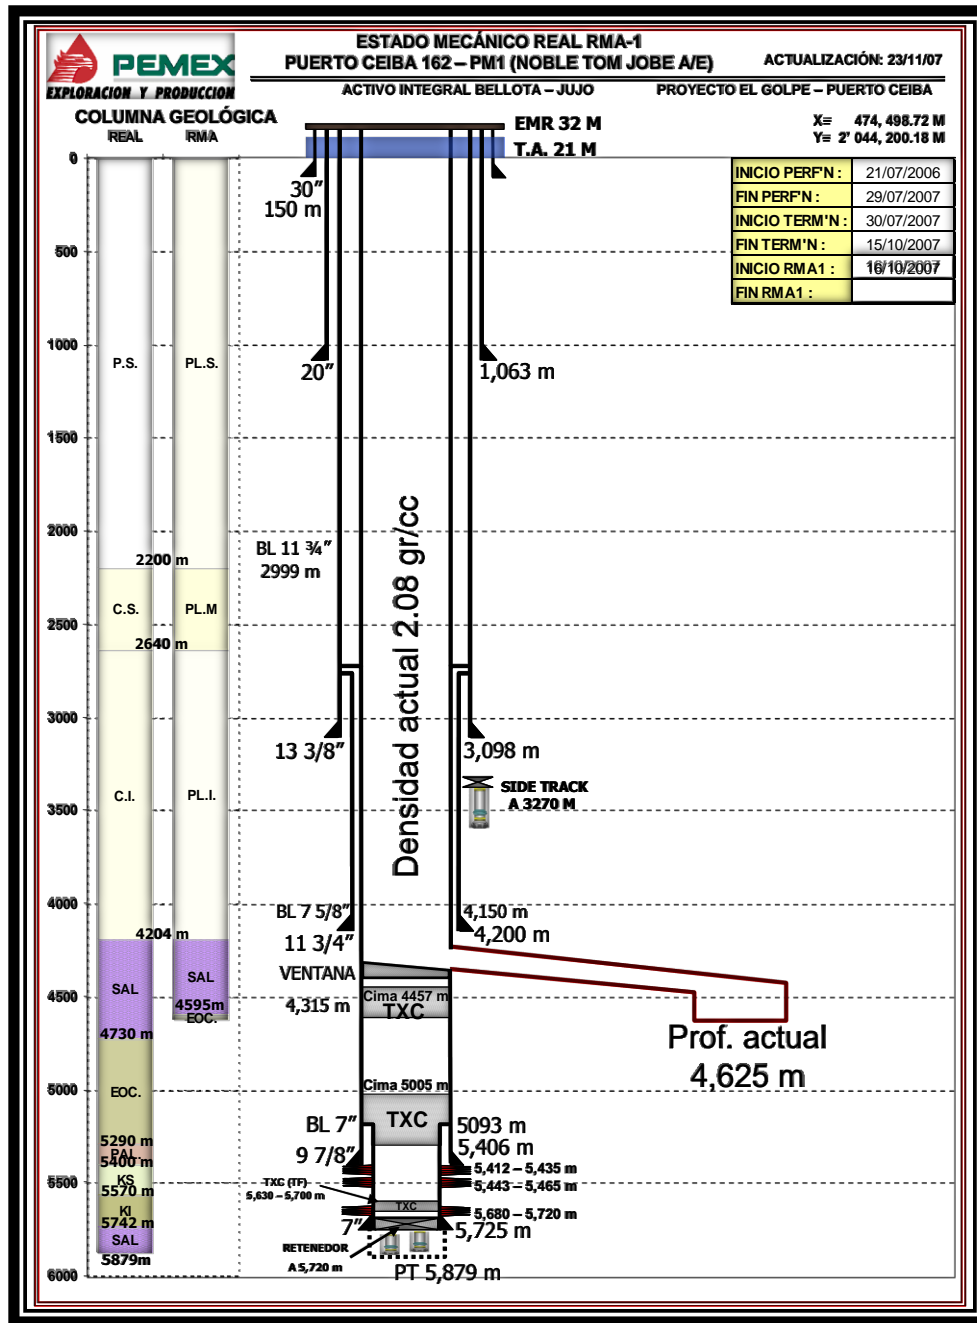 ESTADO MECÁNICO REAL RMA-1
PUERTO CEIBA 162 – PM1 (NOBLE TOM JOBE A/E)
ACTUALIZACIÓN: 23/11/07
PEMEX
EXPLORACION Y PRODUCCION
ACTIVO INTEGRAL BELLOTA – JUJO
PROYECTO EL GOLPE – PUERTO CEIBA
COLUMNA GEOLÓGICA
REAL RMA
EMR 32 M
T.A. 21 M
X= 474, 498.72 M
Y= 2' 044, 200.18 M
INICIO PERF'N : 21/07/2006
FIN PERF'N : 29/07/2007
INICIO TERM'N : 30/07/2007
FIN TERM'N : 15/10/2007
INICIO RMA1 : 16/10/2007
FIN RMA1 :
0
30”
150 m
500
1000
P.S. PL.S.
20” 1,063 m
1500
2000
BL 11 ¾”
2999 m
2200 m
Densidad actual 2.08 gr/cc
C.S. PL.M
2500
2640 m
3000
13 3/8” 3,098 m
SIDE TRACK
A 3270 M
C.I. PL.I.
3500
4000
BL 7 5/8” 4,150 m
4204 m
11 3/4” 4,200 m
VENTANA
4,315 m
SAL SAL
4500
4595m
EOC.
Cima 4457 m
TXC
4730 m
Prof. actual
4,625 m
5000
EOC.
Cima 5005 m
TXC
BL 7” 5093 m
5290 m
PAL.
5400 m
9 7/8” 5,406 m
5,412 – 5,435 m
5,443 – 5,465 m
KS
5500
5570 m
TXC (TF)
5,630 – 5,700 m
TXC
KI
5,680 – 5,720 m
5742 m
7” 5,725 m
SAL
RETENEDOR
A 5,720 m
5879m
PT 5,879 m
6000